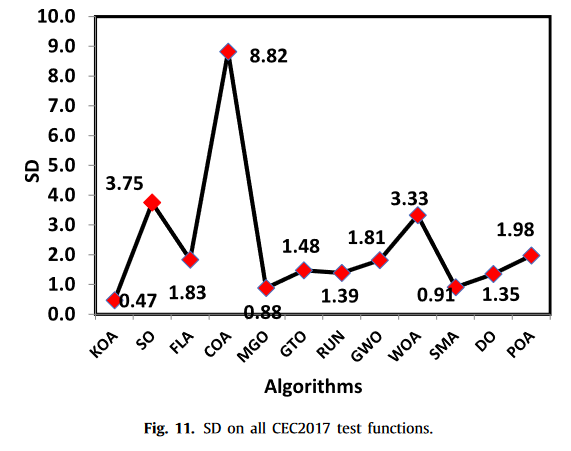 10.0
9.0
8.0
7.0
6.0
5.0
4.0
3.0
2.0
1.0
0.0
SD
0.47
3.75
1.83
8.82
0.88
1.48
1.39
1.81
3.33
0.91
1.35
1.98
KOA
SO
FLA
COA
MGO
GTO
RUN
GWO
WOA
SMA
DO
POA
Algorithms
Fig. 11. SD on all CEC2017 test functions.